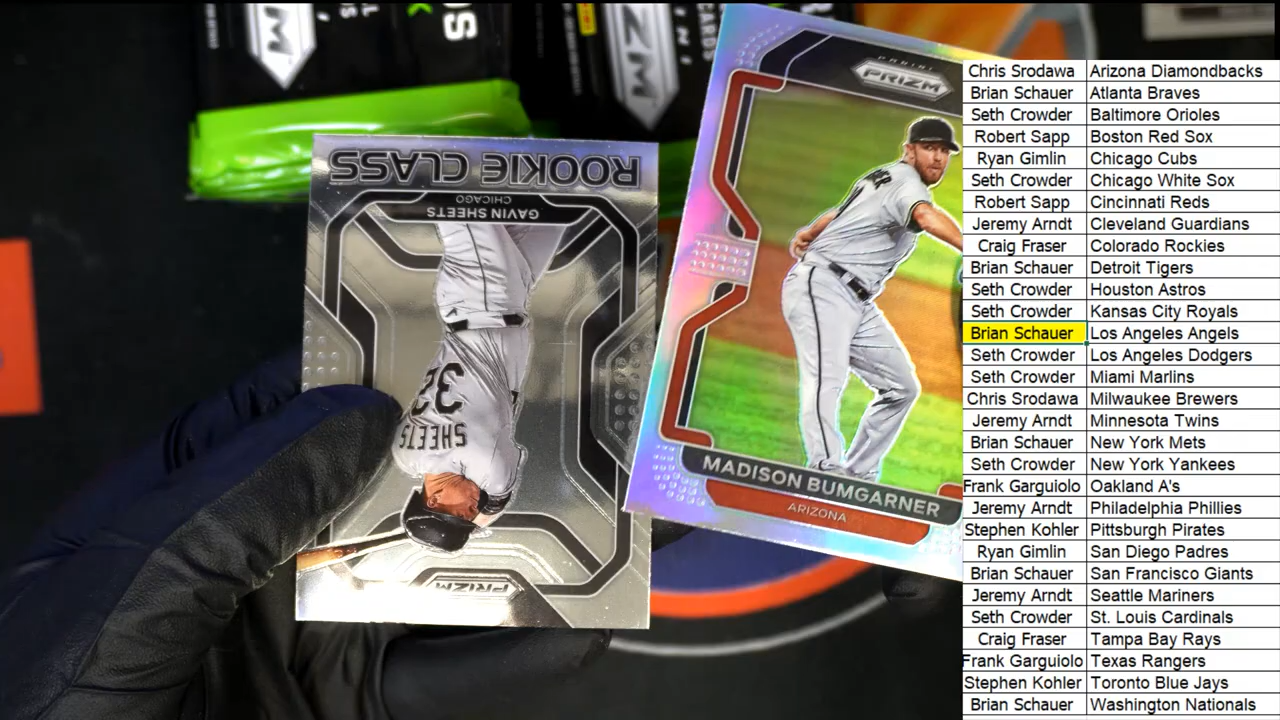 PANINI
PRIZM
MADISON BUMGARNER
ARIZONA
ROOKIE CLASS
CHICAGO
GAVIN SHEETS
SHEETS
PRIZM
Chris Srodawa Arizona Diamondbacks
Brian Schauer Atlanta Braves
Seth Crowder Baltimore Orioles
Robert Sapp Boston Red Sox
Ryan Gimlin Chicago Cubs
Seth Crowder Chicago White Sox
Robert Sapp Cincinnati Reds
Jeremy Arndt Cleveland Guardians
Craig Fraser Colorado Rockies
Brian Schauer Detroit Tigers
Seth Crowder Houston Astros
Seth Crowder Kansas City Royals
Brian Schauer Los Angeles Angels
Seth Crowder Los Angeles Dodgers
Seth Crowder Miami Marlins
Chris Srodawa Milwaukee Brewers
Jeremy Arndt Minnesota Twins
Brian Schauer New York Mets
Seth Crowder New York Yankees
Frank Garguiolo Oakland A's
Jeremy Arndt Philadelphia Phillies
Stephen Kohler Pittsburgh Pirates
Ryan Gimlin San Diego Padres
Brian Schauer San Francisco Giants
Jeremy Arndt Seattle Mariners
Seth Crowder St. Louis Cardinals
Craig Fraser Tampa Bay Rays
Frank Garguiolo Texas Rangers
Stephen Kohler Toronto Blue Jays
Brian Schauer Washington Nationals